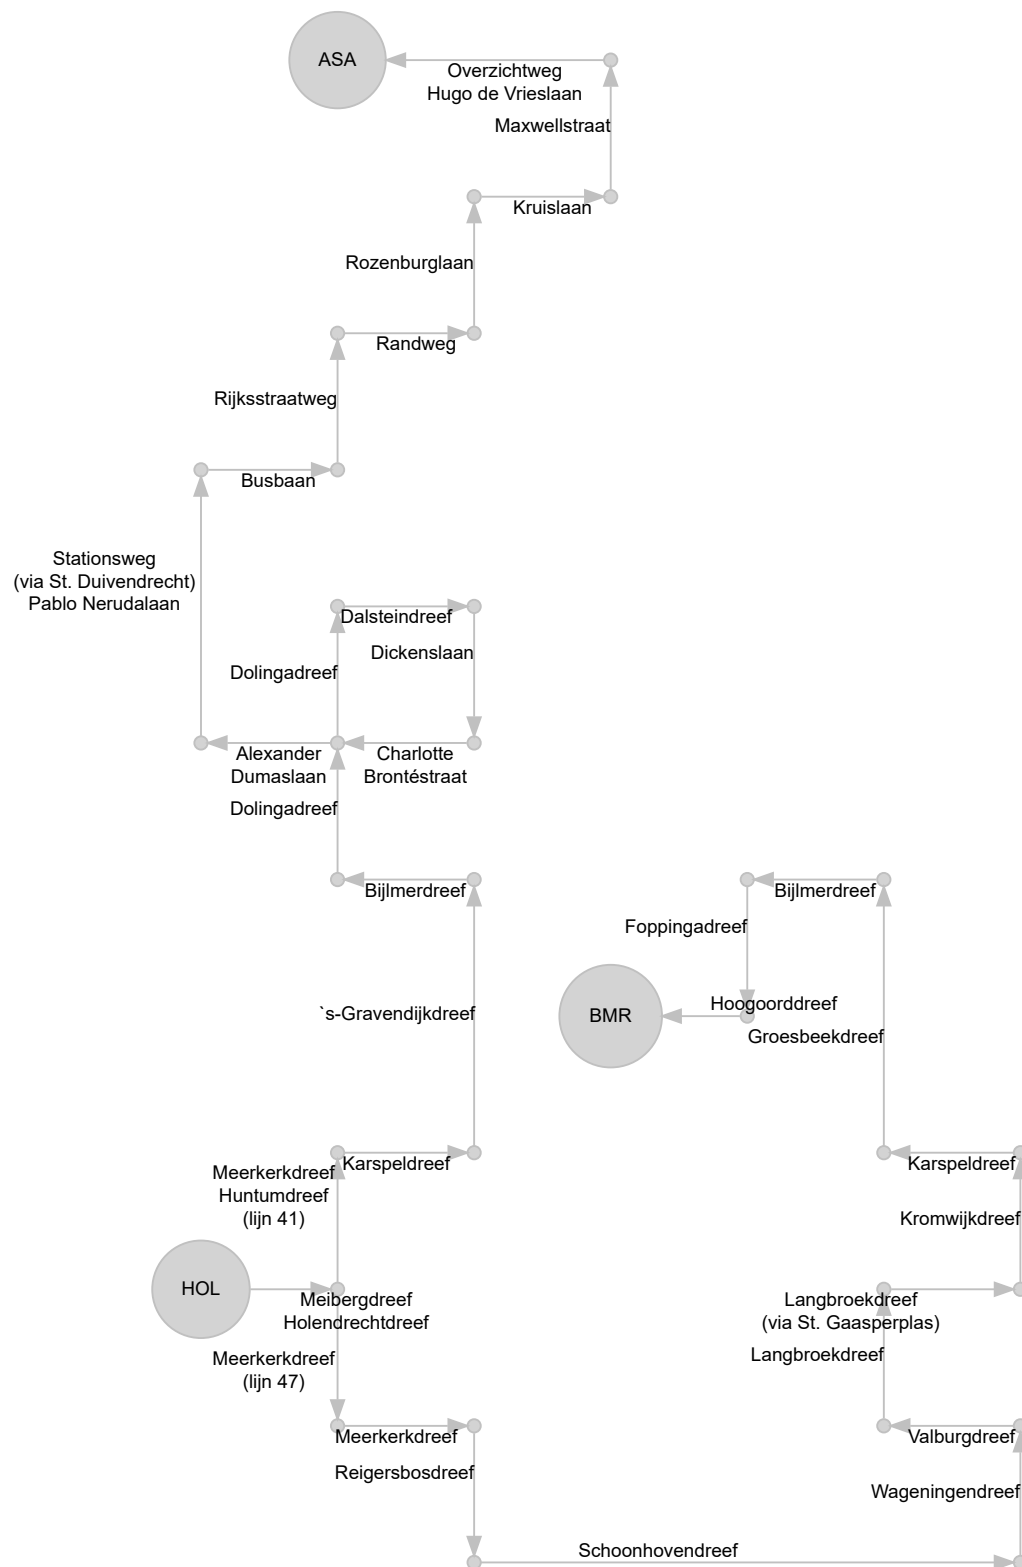 ASA
Overzichtweg
Hugo de Vrieslaan
Maxwellstraat
Kruislaan
Rozenburglaan
Randweg
Rijksstraatweg
Busbaan
Stationsweg
(via St. Duivendrecht)
Pablo Nerudalaan
Dalsteindreef
Dickenslaan
Dolingadreef
Alexander
Dumaslaan
Charlotte
Brontéstraat
Dolingadreef
Bijlmerdreef
Bijlmerdreef
Foppingadreef
Hoogoorddreef
BMR
`s-Gravendijkdreef
Groesbeekdreef
Karspeldreef
Karspeldreef
Meerkerkdreef
Huntumdreef
(lijn 41)
Kromwijkdreef
HOL
Meibergdreef
Holendrechtdreef
Langbroekdreef
(via St. Gaasperplas)
Langbroekdreef
Meerkerkdreef
(lijn 47)
Meerkerkdreef
Valburgdreef
Reigersbosdreef
Wageningendreef
Schoonhovendreef